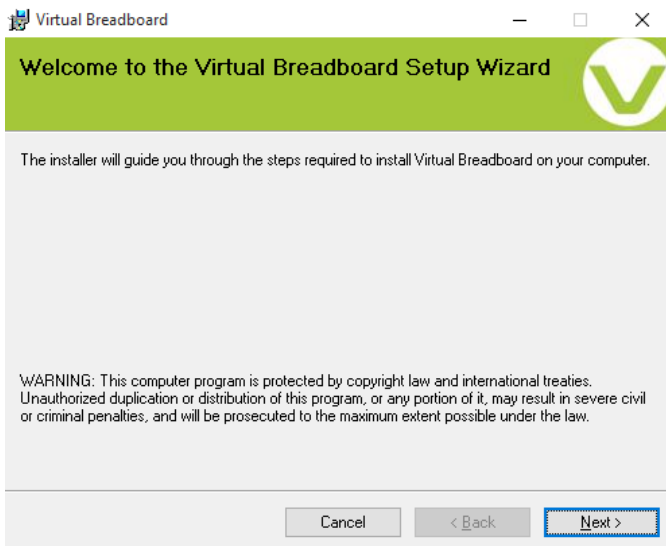 Virtual Breadboard
Welcome to the Virtual Breadboard Setup Wizard
The installer will guide you through the steps required to install Virtual Breadboard on your computer.
WARNING: This computer program is protected by copyright law and international treaties.
Unauthorized duplication or distribution of this program, or any portion of it, may result in severe civil
or criminal penalties, and will be prosecuted to the maximum extent possible under the law.
Cancel
< Back
Next >